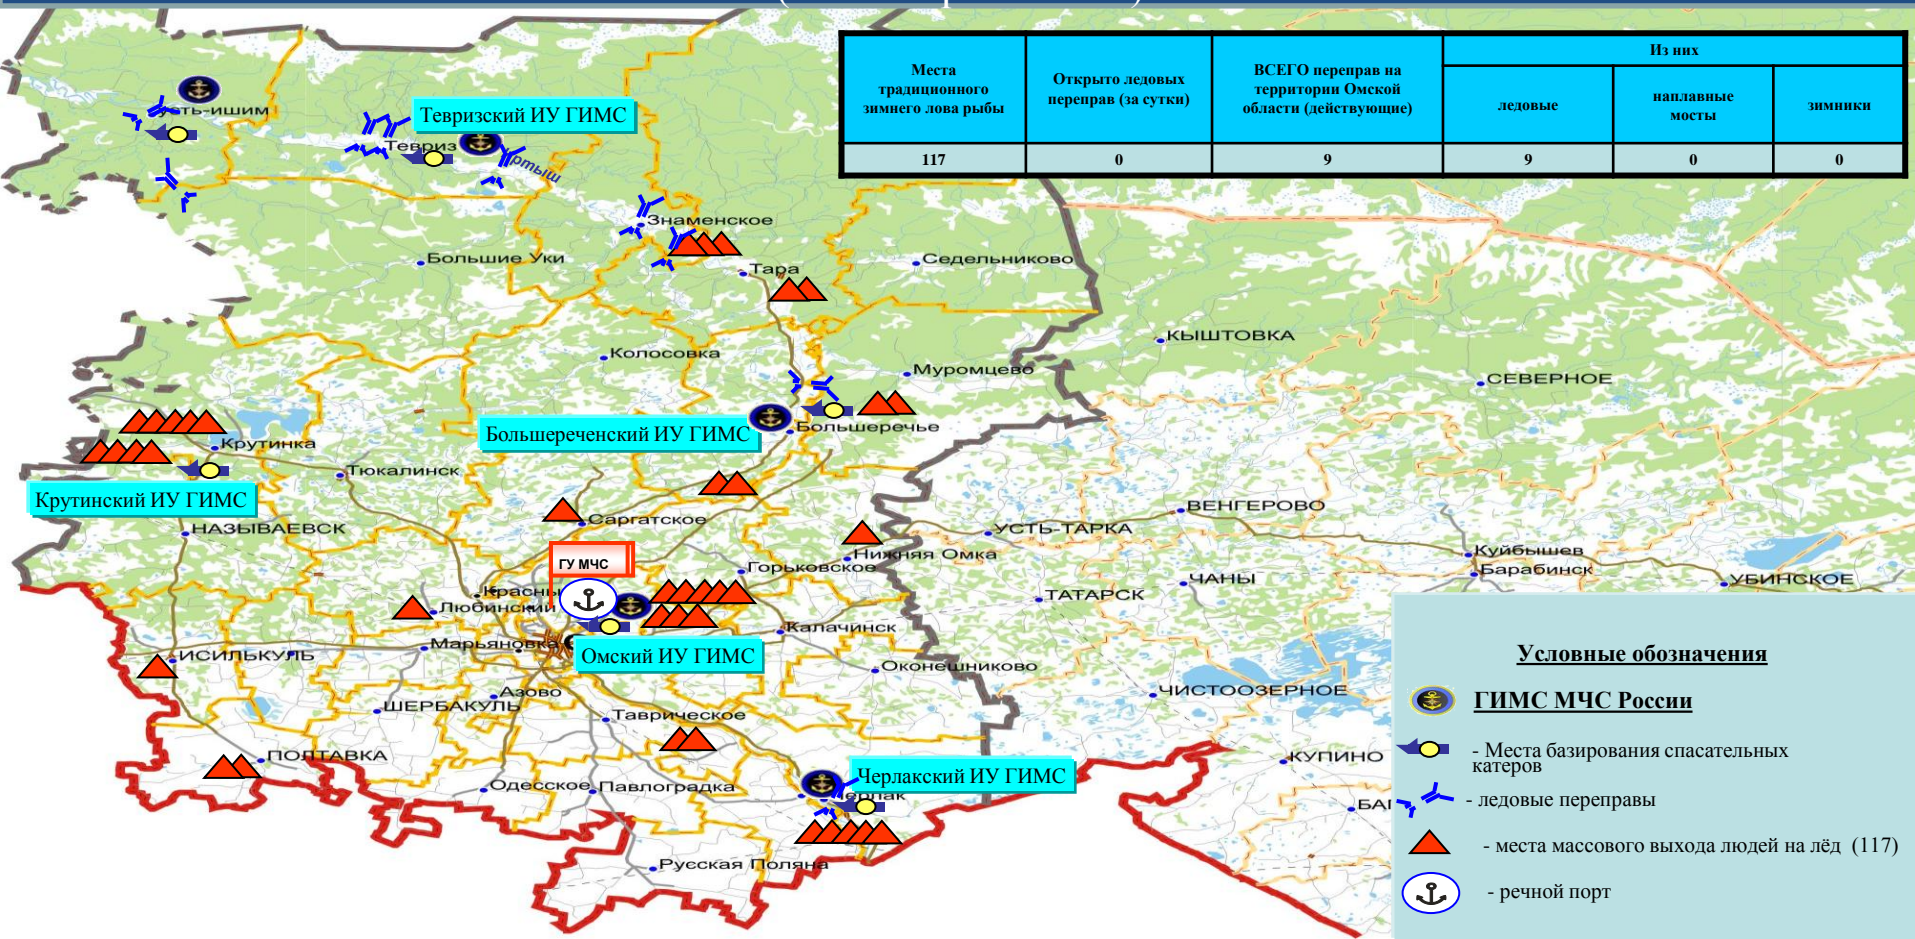 Места
традиционного
зимнего лова рыбы
Открыто ледовых
переправ (за сутки)
ВСЕГО переправ на
территории Омской
области (действующие)
Из них
ледовые
наплавные
мосты
зимники
117
0
9
9
0
0
Тевризский ИУ ГИМС
Тевриз
Знаменское
Большие Уки
Тара
Седельниково
КЫШТОВКА
Колосовка
Муромцево
СЕВЕРНОЕ
Большереченский ИУ ГИМС
Большеречье
Крутинка
Тюкалинск
Крутинский ИУ ГИМС
НАЗЫВАЕВСК
Саргатское
ВЕНГЕРОВО
УСТЬ-ТАРКА
Нижняя Омка
Куйбышев
Барабинск
ГУ МЧС
Горьковское
ЧАНЫ
УБИНСКОЕ
Любинский
ТАТАРСК
Калачинск
Марьяновка
Омский ИУ ГИМС
ИСИЛЬКУЛЬ
Оконешниково
Азово
ЧИСТООЗЕРНОЕ
ШЕРБАКУЛЬ
Таврическое
ПОЛТАВКА
КУПИНО
Черлакский ИУ ГИМС
Одесское
Павлоградка
Русская Поляна
Условные обозначения
ГИМС МЧС России
- Места базирования спасательных
катеров
- ледовые переправы
- места массового выхода людей на лёд (117)
- речной порт